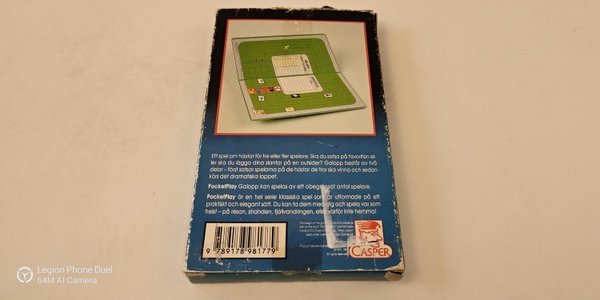 Ett spel om hästar för tre eller fler spelare. Ska du satsa på favoriten el-
ler ska du lägga dina slantar på en outsider? Galopp består av två
delar – först satsar spelarna på de hästar de tror ska vinna och sedan
körs det dramatiska loppet.
PocketPlay Galopp kan spelas av ett obegränsat antal spelare.
PocketPlay är en hel serie klassiska spel som är utformade på ett
praktiskt och elegant sätt. Du kan ta dem med dig och spela var som
helst – på resan, stranden, fjällvandringen, eller varför inte hemma!
9 789178 981779
CASPER
Legion Phone Duel
64M AI Camera